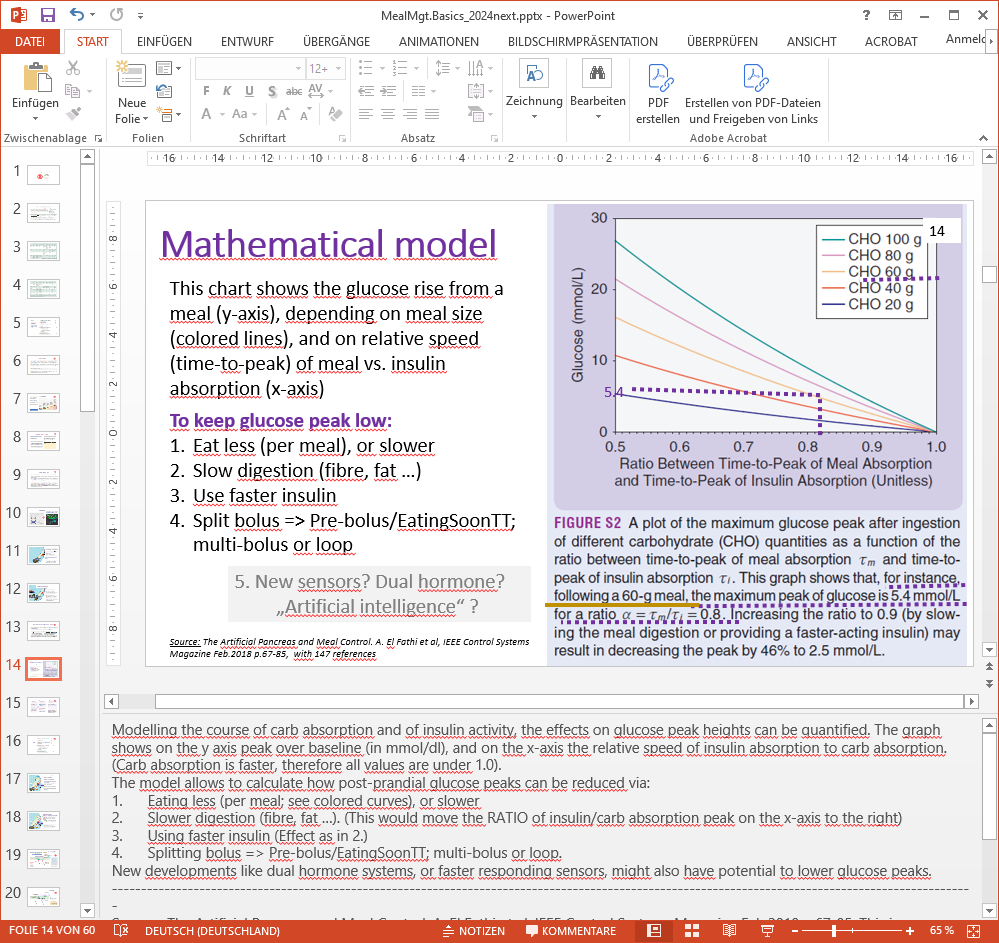 MealMgt.Basics_2024next.pptx - PowerPoint
DATEI START EINFÜGEN ENTWURF ÜBERGÄNGE ANIMATIONEN BILDSCHIRMPRÄSENTATION ÜBERPRÜFEN ANSICHT ACROBAT Anmeld
Einfügen
Neue
Folie
12+
F K U S abc AV
A Aa A A
Zeichnung
Bearbeiten
PDF
erstellen
Erstellen von PDF-Dateien
und Freigeben von Links
Zwischenablage Folien Schriftart Absatz Adobe Acrobat
16 14 12 10 8 6 4 2 0 2 4 6 8 10 12 14 16
8 6 4 2 0 2 4 6 8
1
2
3
4
5
6
7
8
9
10
11
12
13
14
15
16
17
18
19
20
Mathematical model
This chart shows the glucose rise from a
meal (y-axis), depending on meal size
(colored lines), and on relative speed
(time-to-peak) of meal vs. insulin
absorption (x-axis)
To keep glucose peak low:
1. Eat less (per meal), or slower
2. Slow digestion (fibre, fat ...)
3. Use faster insulin
4. Split bolus => Pre-bolus/EatingSoonTT;
multi-bolus or loop
5. New sensors? Dual hormone?
„Artificial intelligence“ ?
Source: The Artificial Pancreas and Meal Control. A. El Fathi et al, IEEE Control Systems
Magazine Feb.2018 p.67-85, with 147 references
14
Glucose (mmol/L)
30
20
10
5.4
0
CHO 100 g
CHO 80 g
CHO 60 g
CHO 40 g
CHO 20 g
0.5 0.6 0.7 0.8 0.9 1.0
Ratio Between Time-to-Peak of Meal Absorption
and Time-to-Peak of Insulin Absorption (Unitless)
FIGURE S2 A plot of the maximum glucose peak after ingestion
of different carbohydrate (CHO) quantities as a function of the
ratio between time-to-peak of meal absorption τm and time-to-
peak of insulin absorption τI. This graph shows that, for instance,
following a 60-g meal, the maximum peak of glucose is 5.4 mmol/L
for a ratio α = τm/τI = 0.8. Increasing the ratio to 0.9 (by slow-
ing the meal digestion or providing a faster-acting insulin) may
result in decreasing the peak by 46% to 2.5 mmol/L.
Modelling the course of carb absorption and of insulin activity, the effects on glucose peak heights can be quantified. The graph
shows on the y axis peak over baseline (in mmol/dl), and on the x-axis the relative speed of insulin absorption to carb absorption.
(Carb absorption is faster, therefore all values are under 1.0).
The model allows to calculate how post-prandial glucose peaks can be reduced via:
1. Eating less (per meal; see colored curves), or slower
2. Slower digestion (fibre, fat ...). (This would move the RATIO of insulin/carb absorption peak on the x-axis to the right)
3. Using faster insulin (Effect as in 2.)
4. Splitting bolus => Pre-bolus/EatingSoonTT; multi-bolus or loop.
New developments like dual hormone systems, or faster responding sensors, might also have potential to lower glucose peaks.
FOLIE 14 VON 60 DEUTSCH (DEUTSCHLAND) NOTIZEN KOMMENTARE 65 %